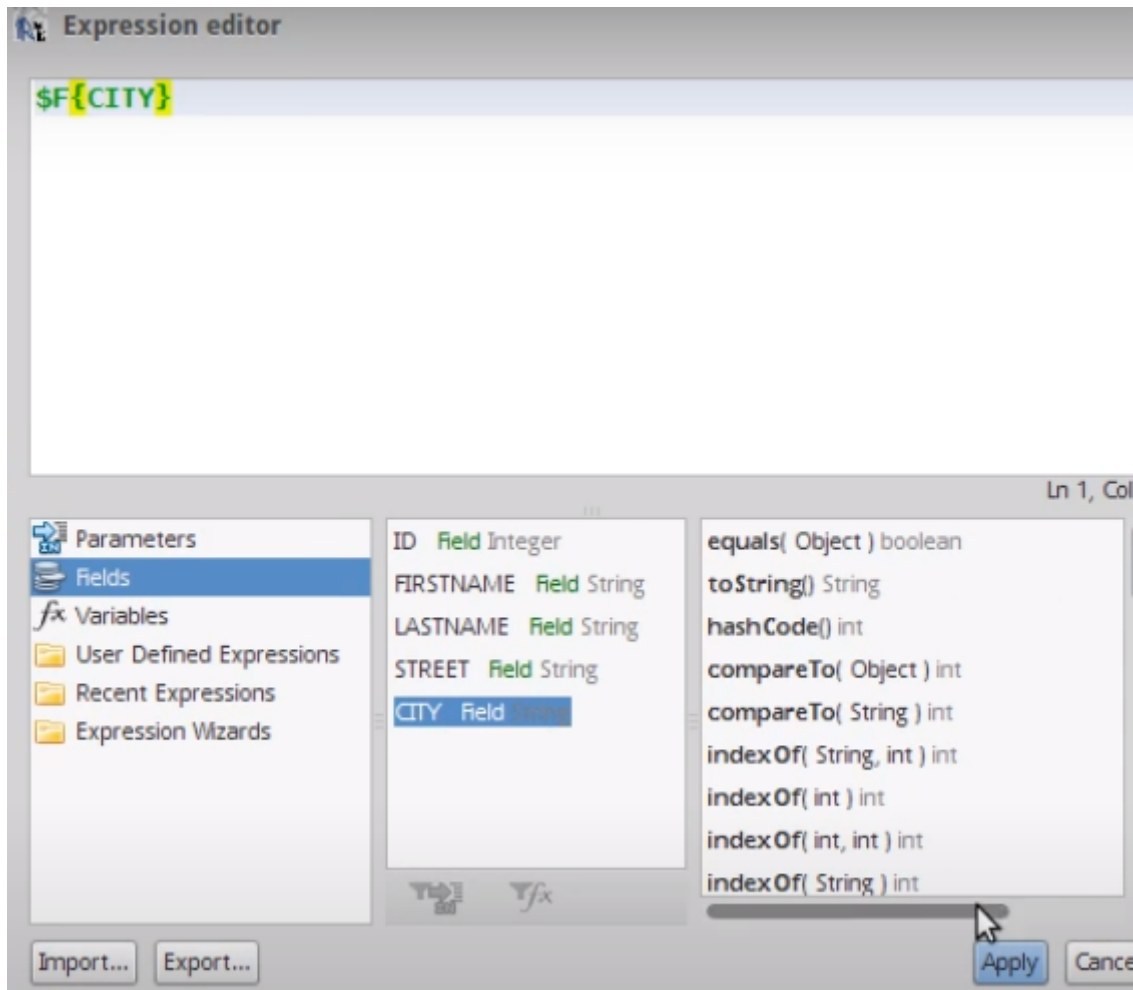 Expression editor
$F{CITY}
Ln 1, Col
Parameters
Fields
Variables
User Defined Expressions
Recent Expressions
Expression Wizards
ID Field Integer
FIRSTNAME Field String
LASTNAME Field String
STREET Field String
CITY Field String
equals( Object ) boolean
toString() String
hashCode() int
compareTo( Object ) int
compareTo( String ) int
indexOf( String, int ) int
indexOf( int ) int
indexOf( int, int ) int
indexOf( String ) int
Import... Export... Apply Cance